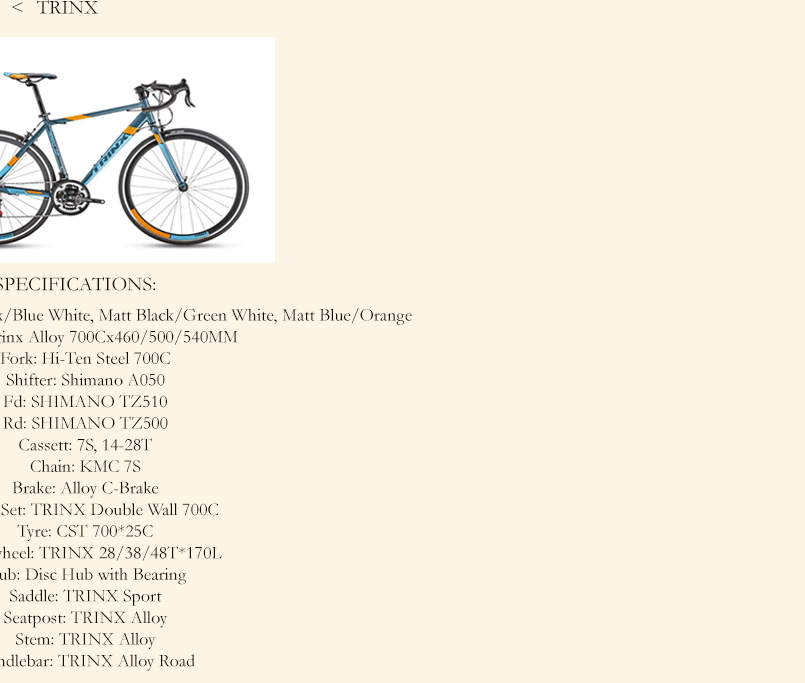 < TRINX
TRINX
SPECIFICATIONS:
/Blue White, Matt Black/Green White, Matt Blue/Orange
Alloy 700Cx460/500/540MM
Fork: Hi-Ten Steel 700C
Shifter: Shimano A050
Fd: SHIMANO TZ510
Rd: SHIMANO TZ500
Cassett: 7S, 14-28T
Chain: KMC 7S
Brake: Alloy C-Brake
Set: TRINX Double Wall 700C
Tyre: CST 700*25C
wheel: TRINX 28/38/48T*170L
ub: Disc Hub with Bearing
Saddle: TRINX Sport
Seatpost: TRINX Alloy
Stem: TRINX Alloy
ndlebar: TRINX Alloy Road